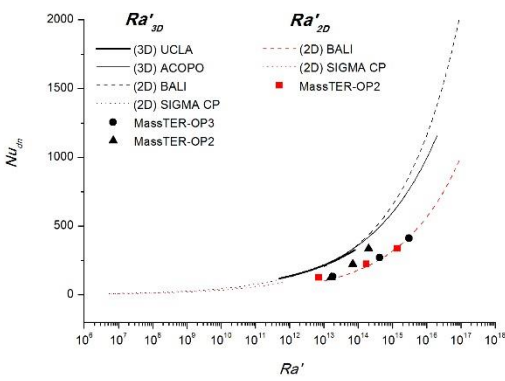 Ra'3D Ra'2D
(3D) UCLA (2D) BALI
(3D) ACOPO (2D) SIGMA CP
(2D) BALI MassTER-OP2
(2D) SIGMA CP
MassTER-OP3
MassTER-OP2
2000
1500
1000
500
0
Nudn
10^6 10^7 10^8 10^9 10^10 10^11 10^12 10^13 10^14 10^15 10^16 10^17 10^18
Ra'